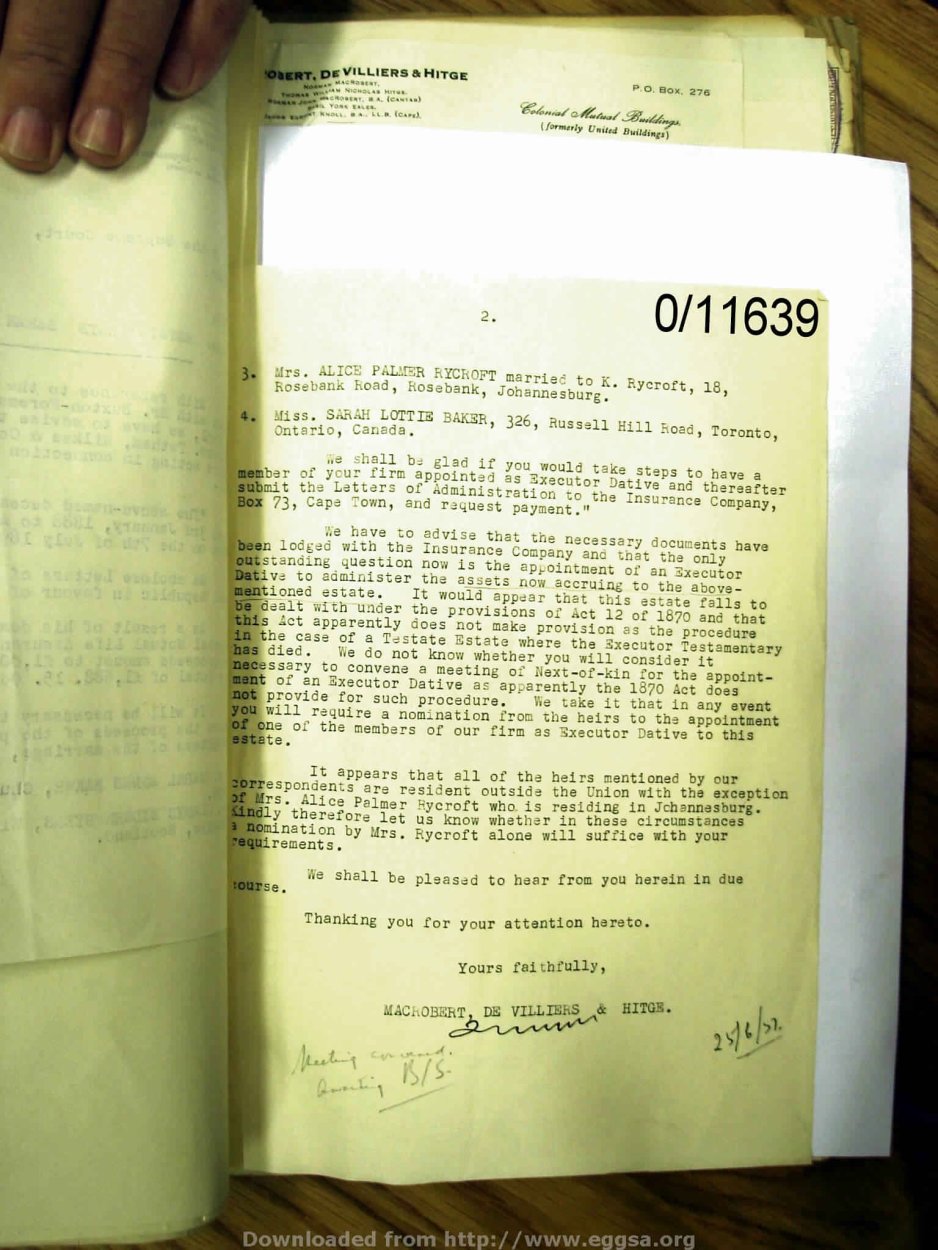 OBERT, DE VILLIERS & HITGE
NORMAN MACROBERT,
THOMAS WILLIAM NICHOLAS HITGE,
NORMAN JOHN MACROBERT, B.A. (CANTAB)
YORK EALES,
KNOLL, B.A., LL.B. (CAPE).
P.O. BOX, 276
Colonial Mutual Buildings,
(formerly United Buildings)
0/11639
2.
3. Mrs. ALICE PALMER RYCROFT married to K. Rycroft, 18,
Rosebank Road, Rosebank, Johannesburg.
4. Miss. SARAH LOTTIE BAKER, 326, Russell Hill Road, Toronto,
Ontario, Canada.
We shall be glad if you would take steps to have a
member of your firm appointed as Executor Dative and thereafter
submit the Letters of Administration to the Insurance Company,
Box 73, Cape Town, and request payment."
We have to advise that the necessary documents have
been lodged with the Insurance Company and that the only
outstanding question now is the appointment of an Executor
Dative to administer the assets now accruing to the above-
mentioned estate. It would appear that this estate falls to
be dealt with under the provisions of Act 12 of 1870 and that
this Act apparently does not make provision as the procedure
in the case of a Testate Estate where the Executor Testamentary
has died. We do not know whether you will consider it
necessary to convene a meeting of Next-of-kin for the appoint-
ment of an Executor Dative as apparently the 1870 Act does
not provide for such procedure. We take it that in any event
you will require a nomination from the heirs to the appointment
of one of the members of our firm as Executor Dative to this
estate.
It appears that all of the heirs mentioned by our
correspondents are resident outside the Union with the exception
of Mrs. Alice Palmer Rycroft who is residing in Johannesburg.
Kindly therefore let us know whether in these circumstances
a nomination by Mrs. Rycroft alone will suffice with your
requirements.
We shall be pleased to hear from you herein in due
course.
Thanking you for your attention hereto.
Yours faithfully,
MACROBERT, DE VILLIERS & HITGE.
25/6/37.
Meeting convened.
Awaiting B/S.
Downloaded from http://www.eggsa.org